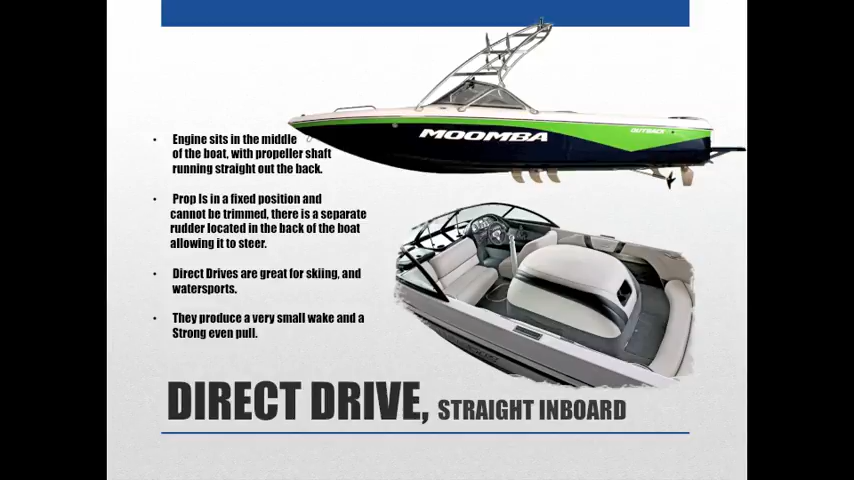 MOOMBA
OUTBACK
Engine sits in the middle
of the boat, with propeller shaft
running straight out the back.
Prop Is in a fixed position and
cannot be trimmed, there is a separate
rudder located in the back of the boat
allowing it to steer.
Direct Drives are great for skiing, and
watersports.
They produce a very small wake and a
Strong even pull.
DIRECT DRIVE, STRAIGHT INBOARD